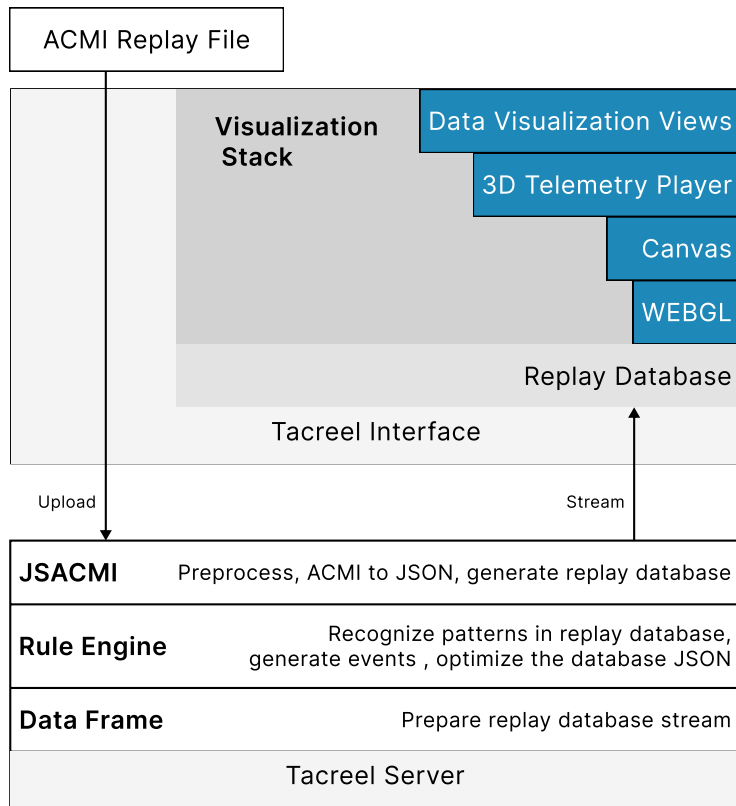 ACMI Replay File
Visualization
Stack
Data Visualization Views
3D Telemetry Player
Canvas
WEBGL
Replay Database
Tacreel Interface
Upload
Stream
JSACMI
Preprocess, ACMI to JSON, generate replay database
Rule Engine
Recognize patterns in replay database,
generate events , optimize the database JSON
Data Frame
Prepare replay database stream
Tacreel Server